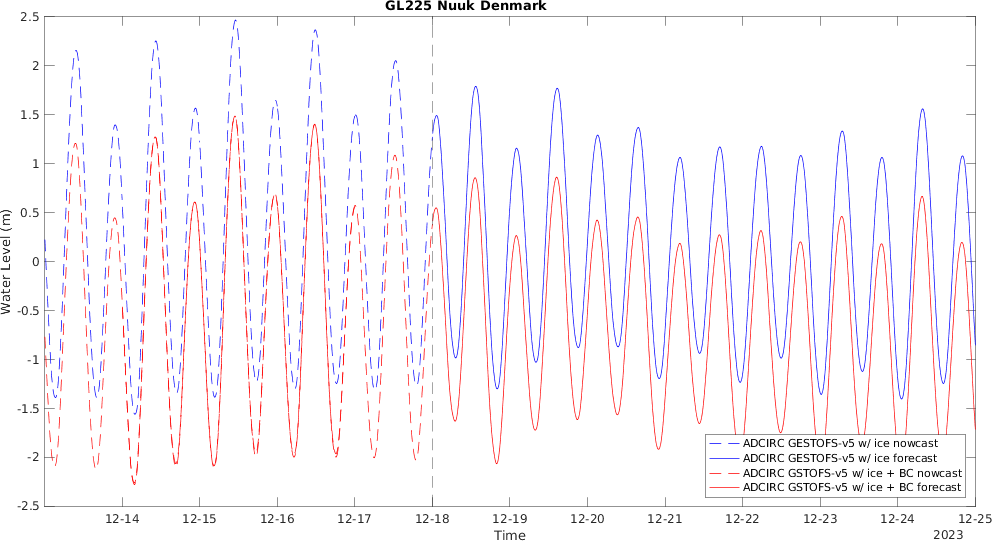 GL225 Nuuk Denmark
2.5
2
1.5
1
0.5
0
-0.5
-1
-1.5
-2
-2.5
Water Level (m)
ADCIRC GESTOFS-v5 w/ ice nowcast
ADCIRC GESTOFS-v5 w/ ice forecast
ADCIRC GSTOFS-v5 w/ ice + BC nowcast
ADCIRC GSTOFS-v5 w/ ice + BC forecast
12-14 12-15 12-16 12-17 12-18 12-19 12-20 12-21 12-22 12-23 12-24 12-25
Time
2023